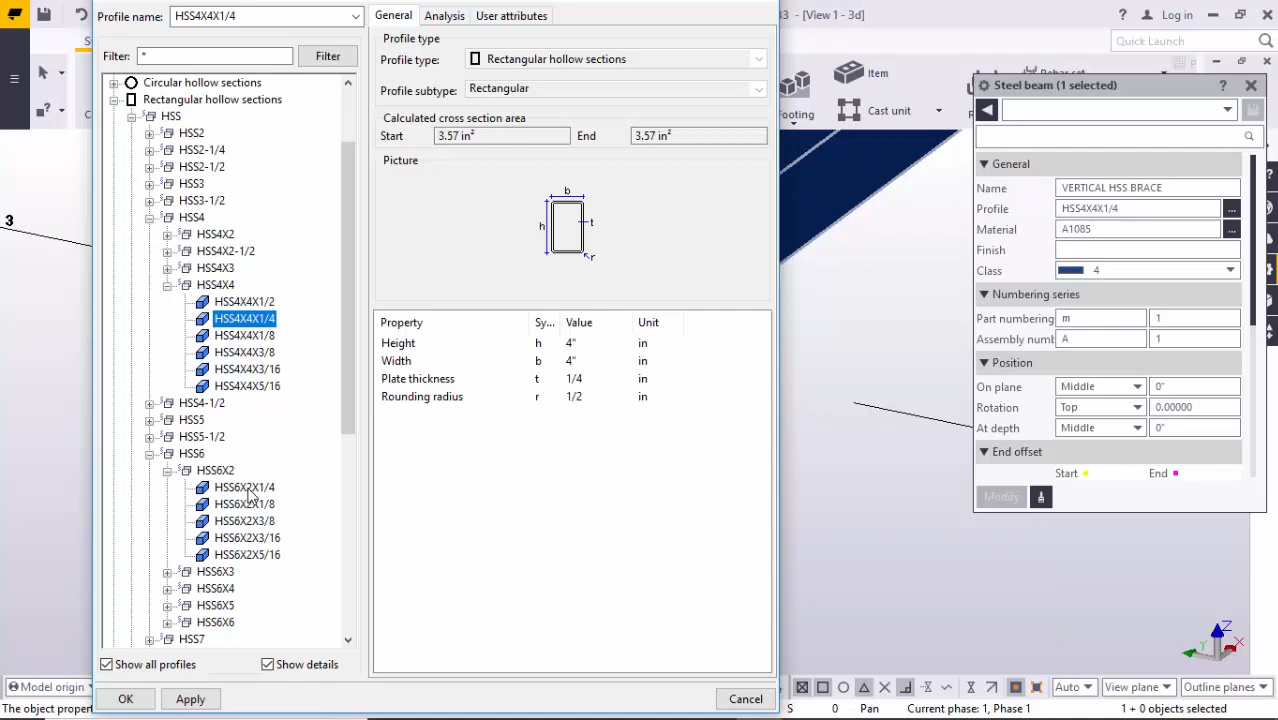 Profile name: HSS4X4X1/4
General Analysis User attributes
3 - [View 1 - 3d]
Log in
Quick Launch
Filter: * Filter
Circular hollow sections
Rectangular hollow sections
HSS
HSS2
HSS2-1/4
HSS2-1/2
HSS3
HSS3-1/2
HSS4
HSS4X2
HSS4X2-1/2
HSS4X3
HSS4X4
HSS4X4X1/2
HSS4X4X1/4
HSS4X4X1/8
HSS4X4X3/8
HSS4X4X3/16
HSS4X4X5/16
HSS4-1/2
HSS5
HSS5-1/2
HSS6
HSS6X2
HSS6X2X1/4
HSS6X2X1/8
HSS6X2X3/8
HSS6X2X3/16
HSS6X2X5/16
HSS6X3
HSS6X4
HSS6X5
HSS6X6
HSS7
Show all profiles Show details
OK Apply Cancel
Profile type
Profile type: Rectangular hollow sections
Profile subtype: Rectangular
Calculated cross section area
Start 3.57 in² End 3.57 in²
Picture
b
h
t
r
Property Sy... Value Unit
Height h 4" in
Width b 4" in
Plate thickness t 1/4 in
Rounding radius r 1/2 in
3
Item
ooting
Cast unit
Steel beam (1 selected)
General
Name VERTICAL HSS BRACE
Profile HSS4X4X1/4 ...
Material A1085 ...
Finish
Class 4
Numbering series
Part numbering m 1
Assembly numb A 1
Position
On plane Middle 0"
Rotation Top 0.00000
At depth Middle 0"
End offset
Start End
Modify
Z
X
Model origin
Auto View plane Outline planes
The object propert
S 0 Pan Current phase: 1, Phase 1 1 + 0 objects selected